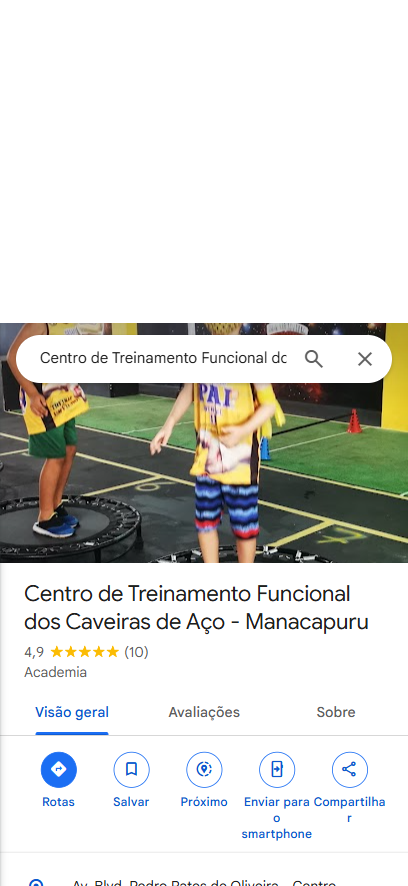 Centro de Treinamento Funcional do
PAI
Centro de Treinamento Funcional
dos Caveiras de Aço - Manacapuru
4,9 ★★★★★ (10)
Academia
Visão geral Avaliações Sobre
Rotas Salvar Próximo Enviar para o smartphone Compartilhar
Av. Blvd. Pedro Rates de Oliveira - Centro